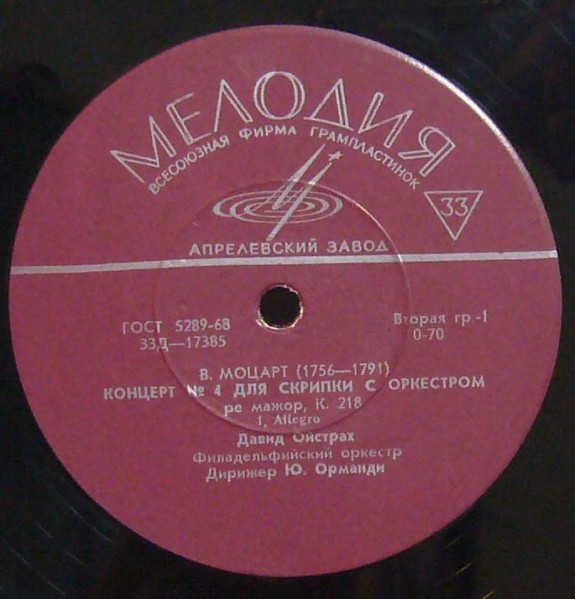 МЕЛОДИЯ
ВСЕСОЮЗНАЯ ФИРМА ГРАМПЛАСТИНОК
33
АПРЕЛЕВСКИЙ ЗАВОД
ГОСТ 5289-68
33Д—17385
Вторая гр.-1
0-70
В. МОЦАРТ (1756—1791)
КОНЦЕРТ № 4 ДЛЯ СКРИПКИ С ОРКЕСТРОМ
ре мажор, К. 218
1. Allegro
Давид Ойстрах
Филадельфийский оркестр
Дирижер Ю. Орманди